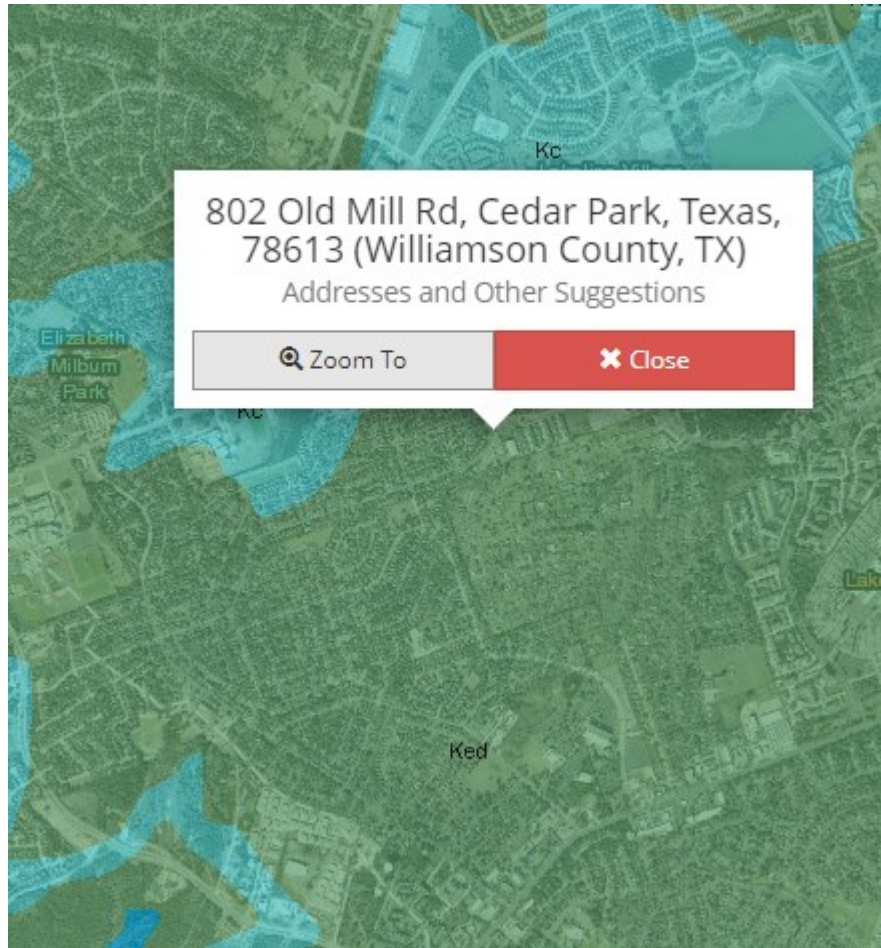 Kc
802 Old Mill Rd, Cedar Park, Texas,
78613 (Williamson County, TX)
Addresses and Other Suggestions
Zoom To
Close
Elizabeth
Milburn
Park
Kc
Ked